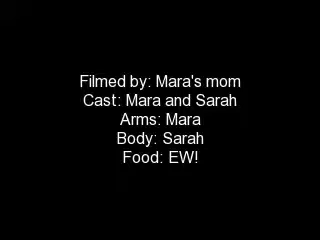 Filmed by: Mara's mom
Cast: Mara and Sarah
Arms: Mara
Body: Sarah
Food: EW!